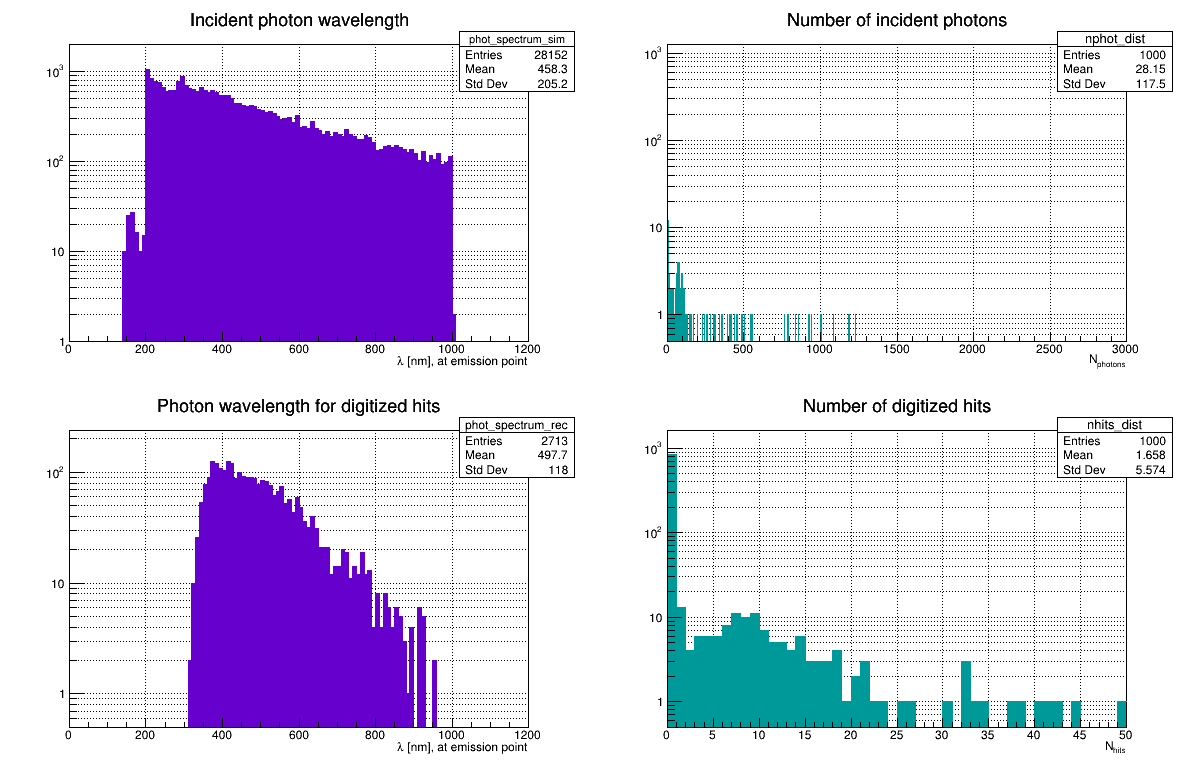 Incident photon wavelength
phot_spectrum_sim
Entries 28152
Mean 458.3
Std Dev 205.2
10³
10²
10
1
0 200 400 600 800 1000 1200
λ [nm], at emission point
Number of incident photons
nphot_dist
Entries 1000
Mean 28.15
Std Dev 117.5
10³
10²
10
1
0 500 1000 1500 2000 2500 3000
Nphotons
Photon wavelength for digitized hits
phot_spectrum_rec
Entries 2713
Mean 497.7
Std Dev 118
10²
10
1
0 200 400 600 800 1000 1200
λ [nm], at emission point
Number of digitized hits
nhits_dist
Entries 1000
Mean 1.658
Std Dev 5.574
10³
10²
10
1
0 5 10 15 20 25 30 35 40 45 50
Nhits